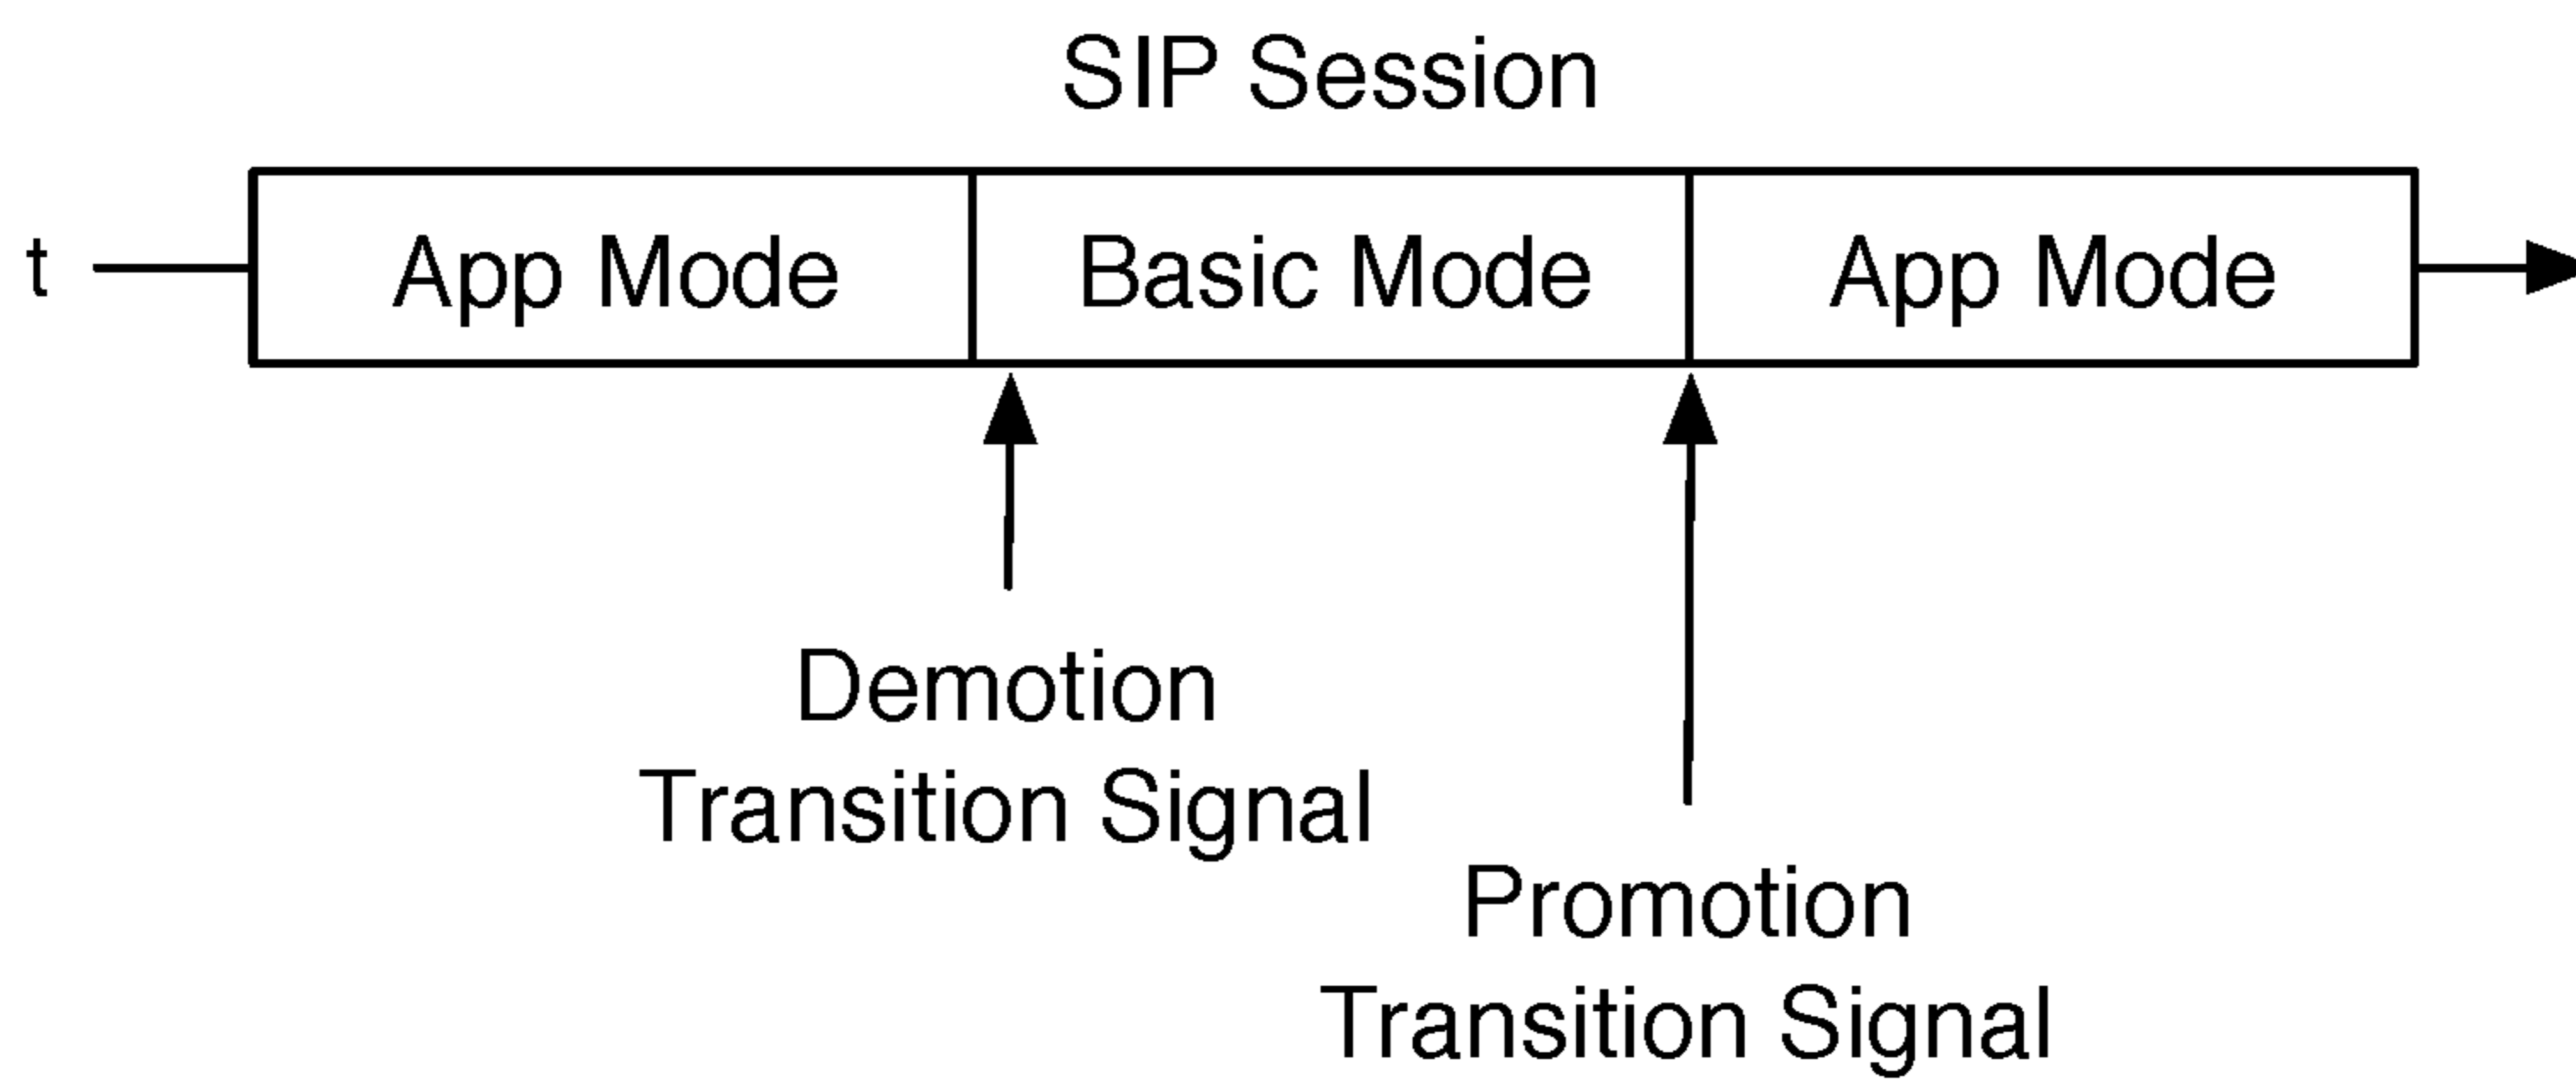 SIP Session
t
App Mode
Basic Mode
App Mode
Demotion
Transition Signal
Promotion
Transition Signal